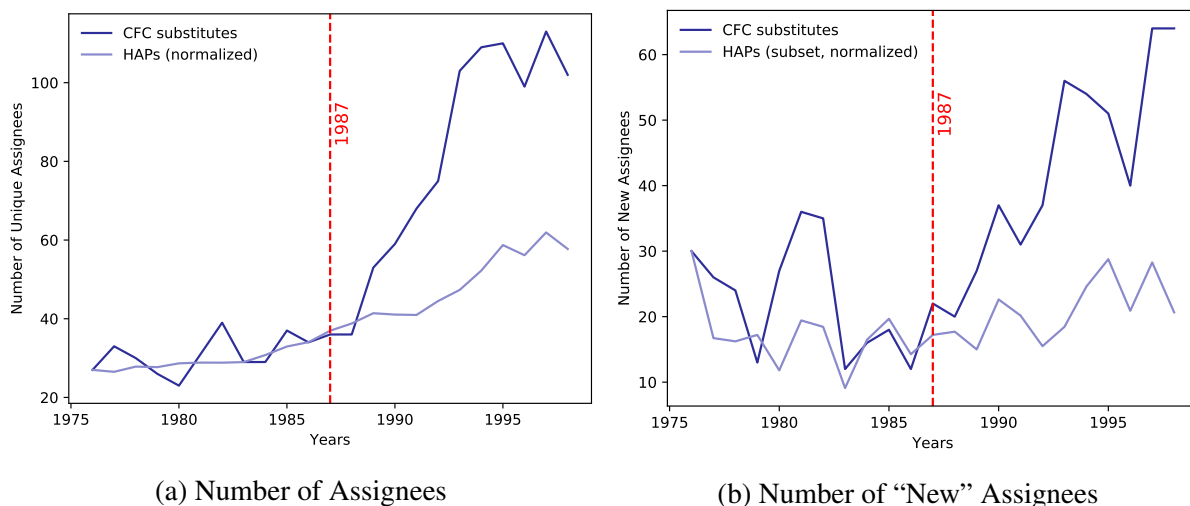 CFC substitutes
HAPs (normalized)
1987
Number of Unique Assignees
100
80
60
40
20
1975
1980
1985
1990
1995
Years
(a) Number of Assignees
CFC substitutes
HAPs (subset, normalized)
1987
Number of New Assignees
60
50
40
30
20
10
1975
1980
1985
1990
1995
Years
(b) Number of “New” Assignees